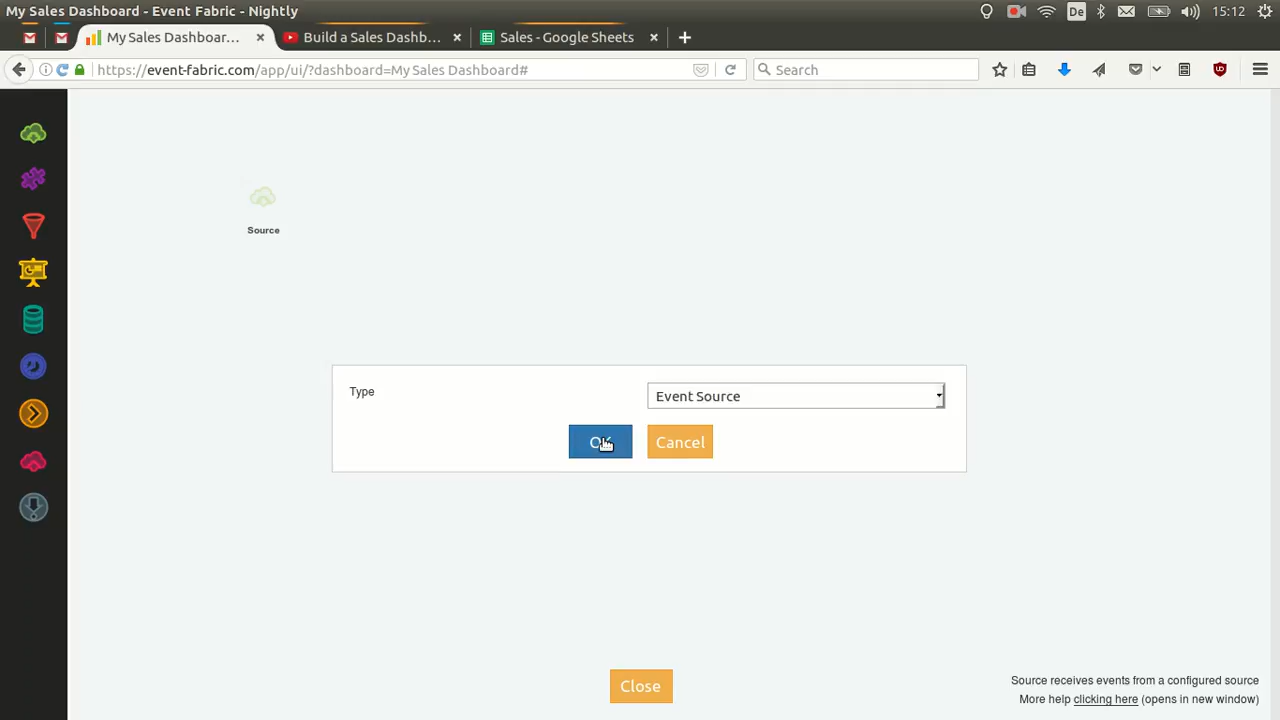 My Sales Dashboard - Event Fabric - Nightly
De
15:12
My Sales Dashboar...
Build a Sales Dashb...
Sales - Google Sheets
https://event-fabric.com/app/ui/?dashboard=My Sales Dashboard#
Search
Source
Type
Event Source
OK
Cancel
Close
Source receives events from a configured source
More help clicking here (opens in new window)